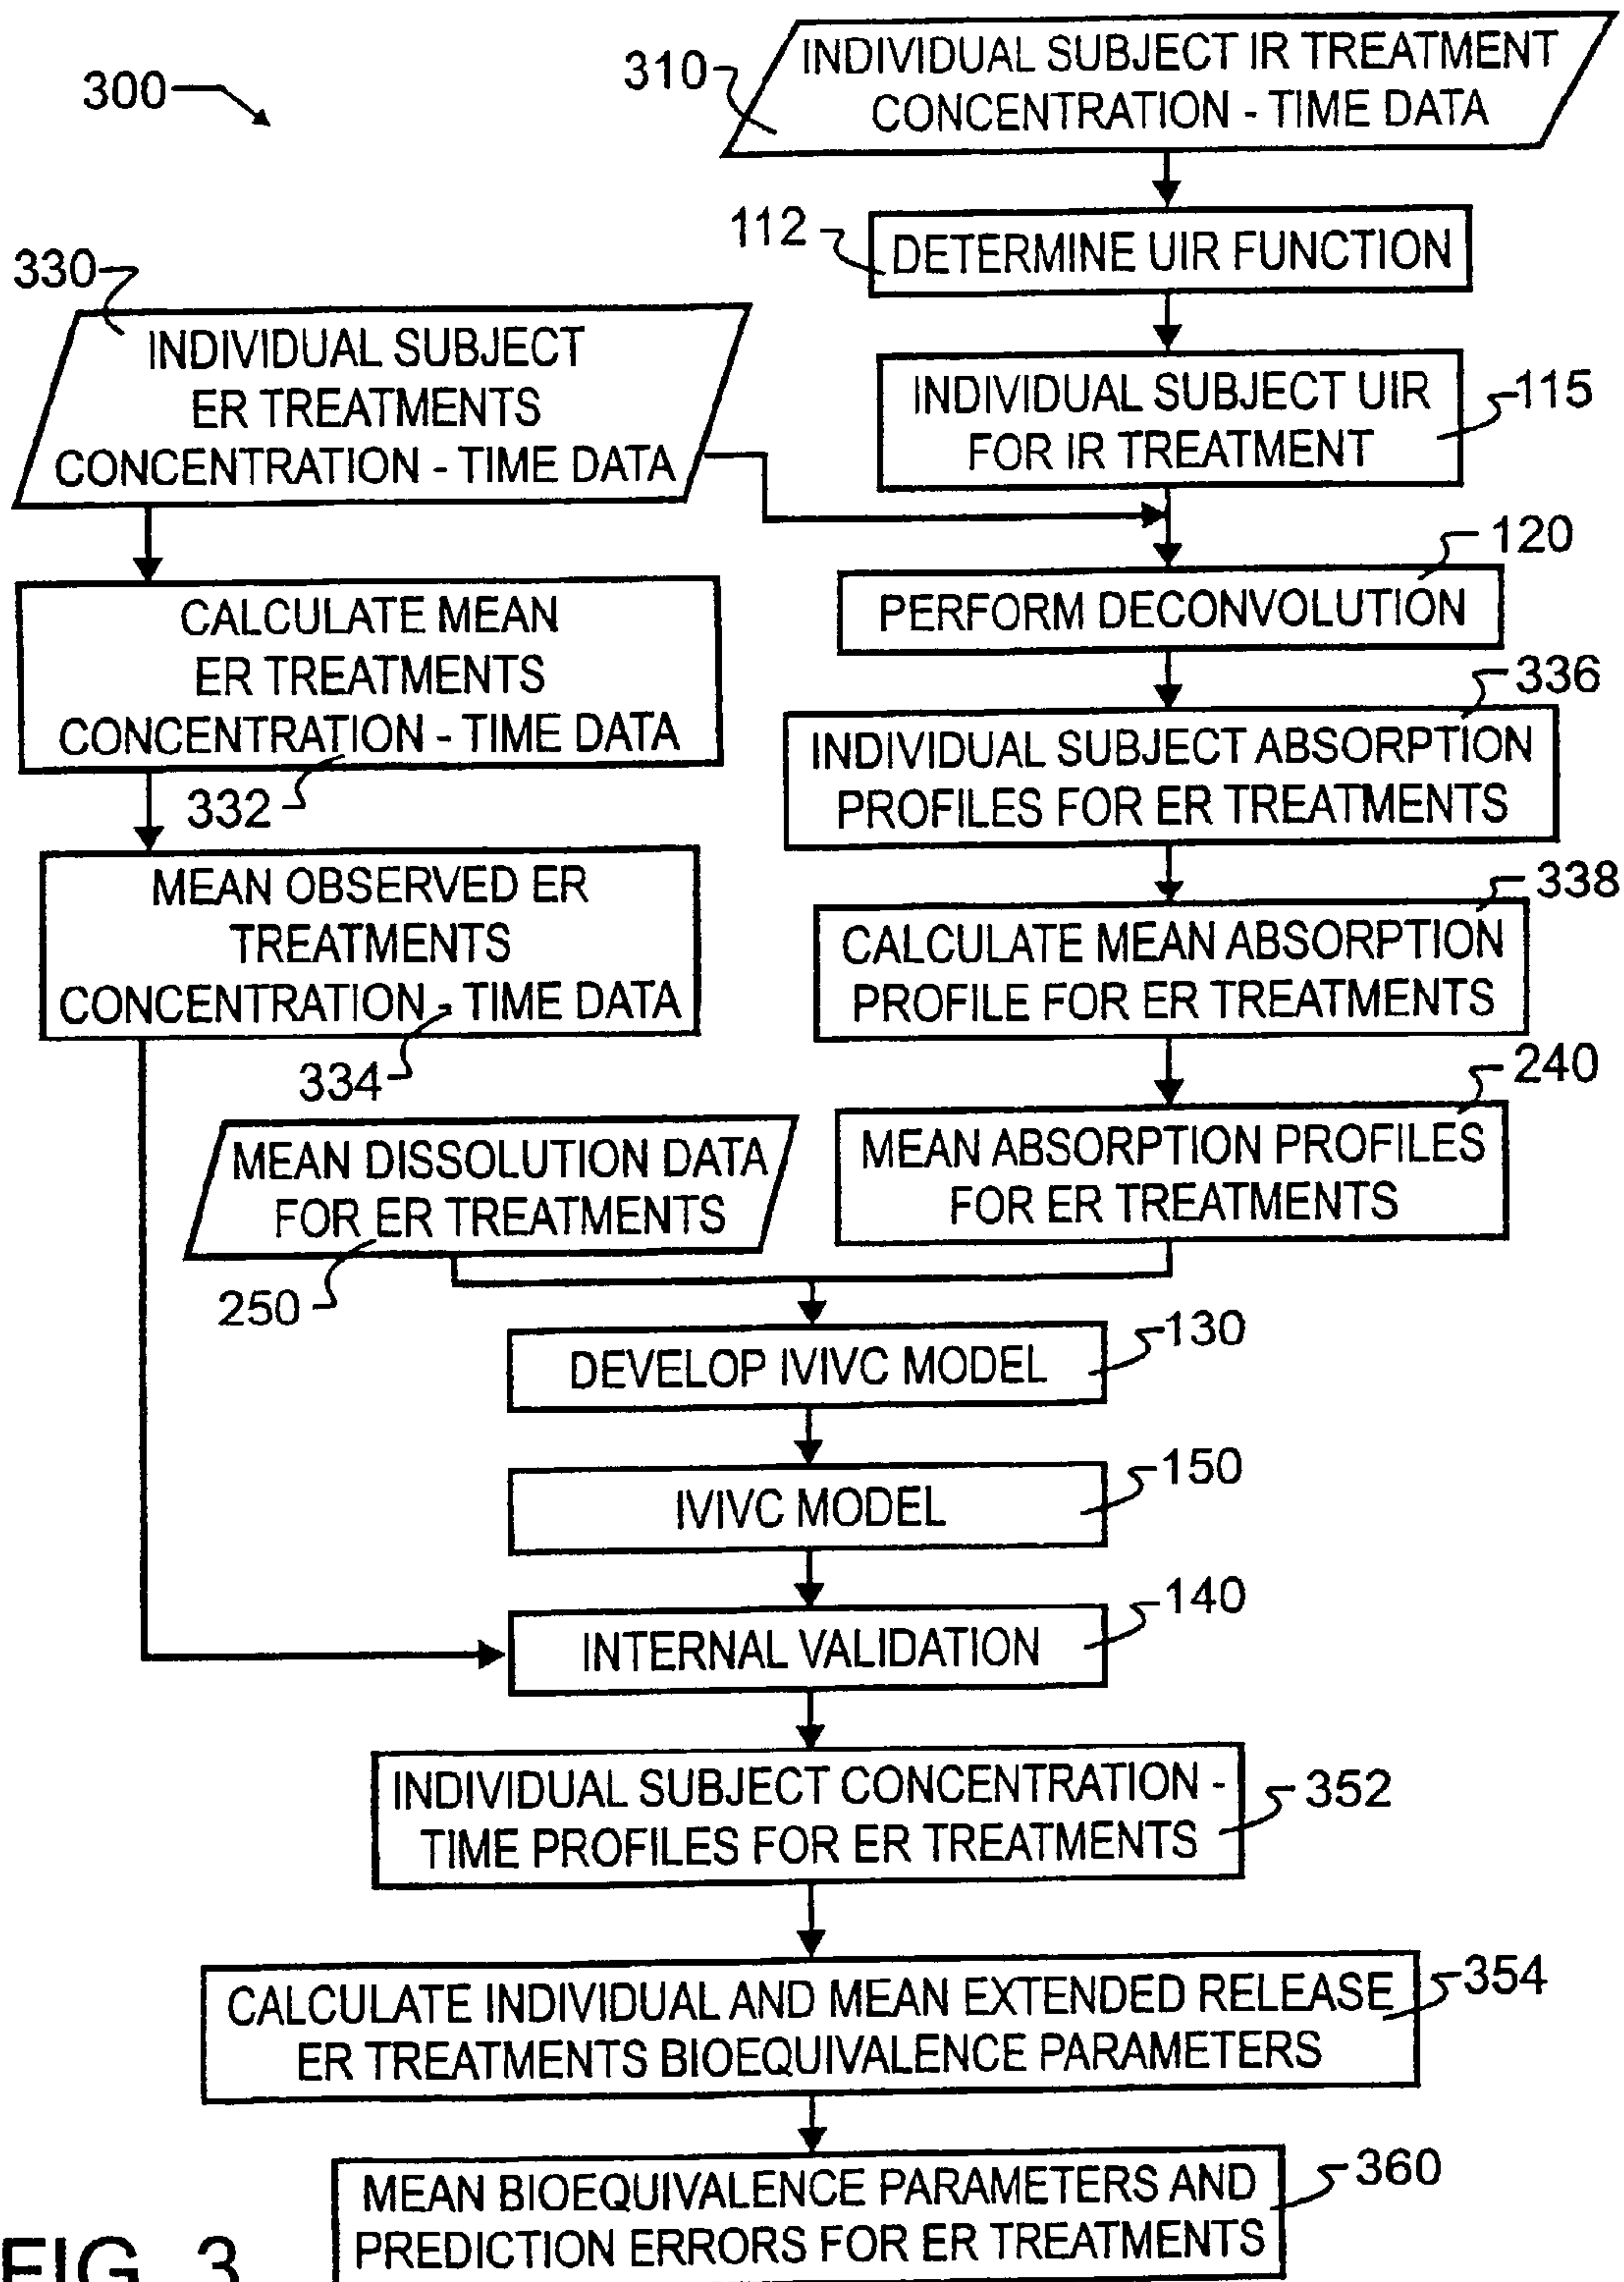 300
310
INDIVIDUAL SUBJECT IR TREATMENT
CONCENTRATION - TIME DATA
112
DETERMINE UIR FUNCTION
330
INDIVIDUAL SUBJECT
ER TREATMENTS
CONCENTRATION - TIME DATA
INDIVIDUAL SUBJECT UIR
FOR IR TREATMENT
115
120
PERFORM DECONVOLUTION
CALCULATE MEAN
ER TREATMENTS
CONCENTRATION - TIME DATA
332
336
INDIVIDUAL SUBJECT ABSORPTION
PROFILES FOR ER TREATMENTS
MEAN OBSERVED ER
TREATMENTS
CONCENTRATION - TIME DATA
334
338
CALCULATE MEAN ABSORPTION
PROFILE FOR ER TREATMENTS
240
MEAN DISSOLUTION DATA
FOR ER TREATMENTS
250
MEAN ABSORPTION PROFILES
FOR ER TREATMENTS
DEVELOP IVIVC MODEL
130
IVIVC MODEL
150
INTERNAL VALIDATION
140
INDIVIDUAL SUBJECT CONCENTRATION -
TIME PROFILES FOR ER TREATMENTS
352
CALCULATE INDIVIDUAL AND MEAN EXTENDED RELEASE
ER TREATMENTS BIOEQUIVALENCE PARAMETERS
354
MEAN BIOEQUIVALENCE PARAMETERS AND
PREDICTION ERRORS FOR ER TREATMENTS
360
FIG. 3